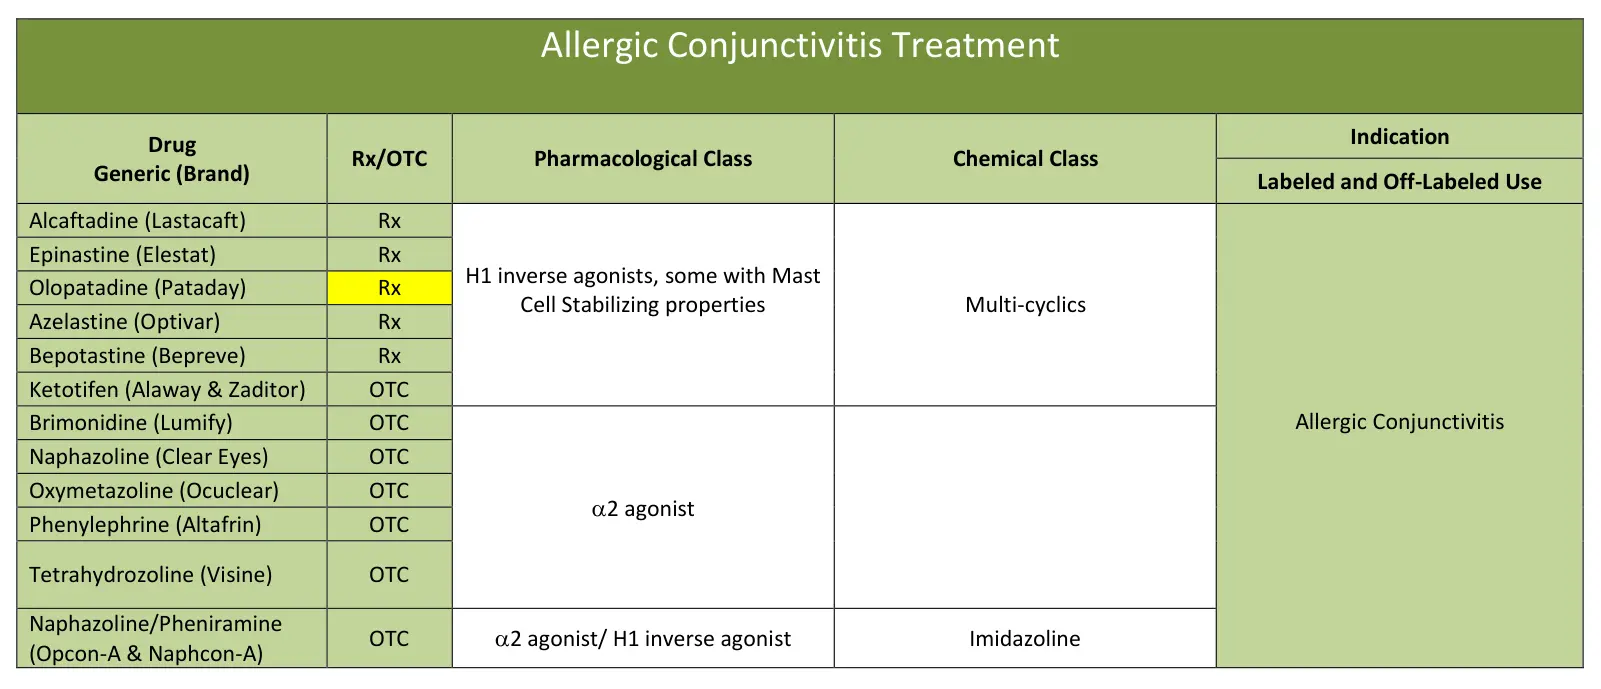 Allergic Conjunctivitis Treatment
Drug
Generic (Brand)
Rx/OTC
Pharmacological Class
Chemical Class
Indication
Labeled and Off-Labeled Use
Alcaftadine (Lastacaft)
Rx
Epinastine (Elestat)
Rx
Olopatadine (Pataday)
Rx
Azelastine (Optivar)
Rx
Bepotastine (Bepreve)
Rx
Ketotifen (Alaway & Zaditor)
OTC
H1 inverse agonists, some with Mast
Cell Stabilizing properties
Multi-cyclics
Brimonidine (Lumify)
OTC
Naphazoline (Clear Eyes)
OTC
Oxymetazoline (Ocuclear)
OTC
Phenylephrine (Altafrin)
OTC
Tetrahydrozoline (Visine)
OTC
α2 agonist
Naphazoline/Pheniramine
(Opcon-A & Naphcon-A)
OTC
α2 agonist/ H1 inverse agonist
Imidazoline
Allergic Conjunctivitis